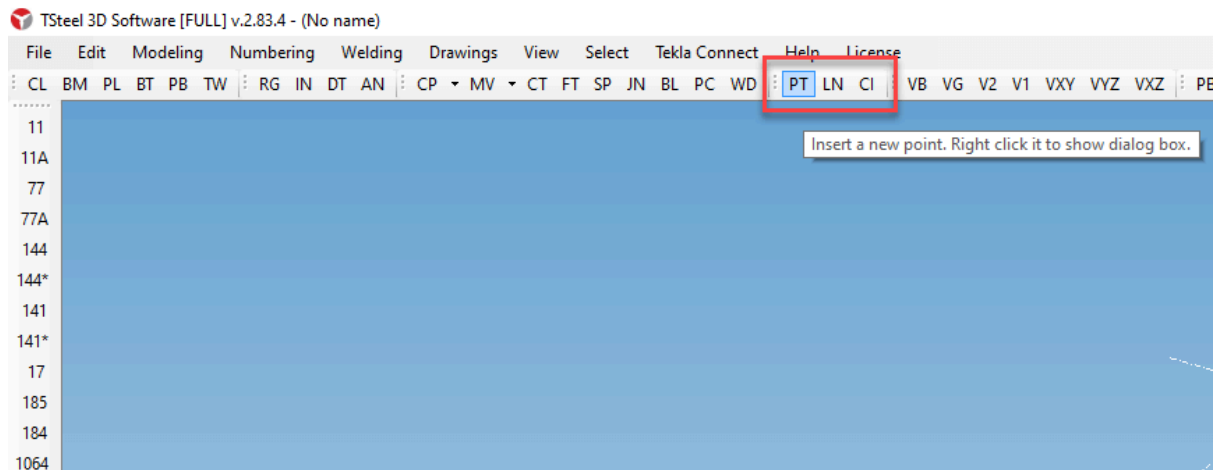 TSteel 3D Software [FULL] v.2.83.4 - (No name)
File Edit Modeling Numbering Welding Drawings View Select Tekla Connect Help License
CL BM PL BT PB TW RG IN DT AN CP MV CT FT SP JN BL PC WD PT LN CI VB VG V2 V1 VXY VYZ VXZ PB
Insert a new point. Right click it to show dialog box.
11
11A
77
77A
144
144*
141
141*
17
185
184
1064